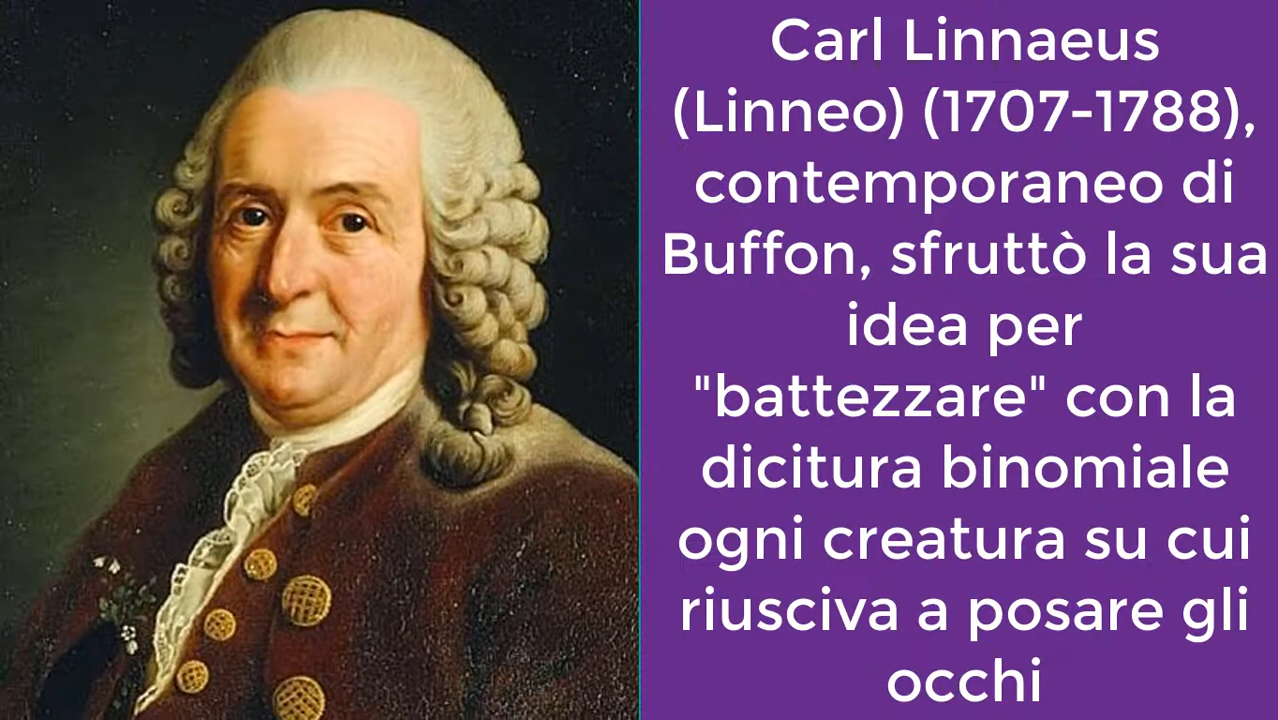 Carl Linnaeus
(Linneo) (1707-1788),
contemporaneo di
Buffon, sfruttò la sua
idea per
"battezzare" con la
dicitura binomiale
ogni creatura su cui
riusciva a posare gli
occhi